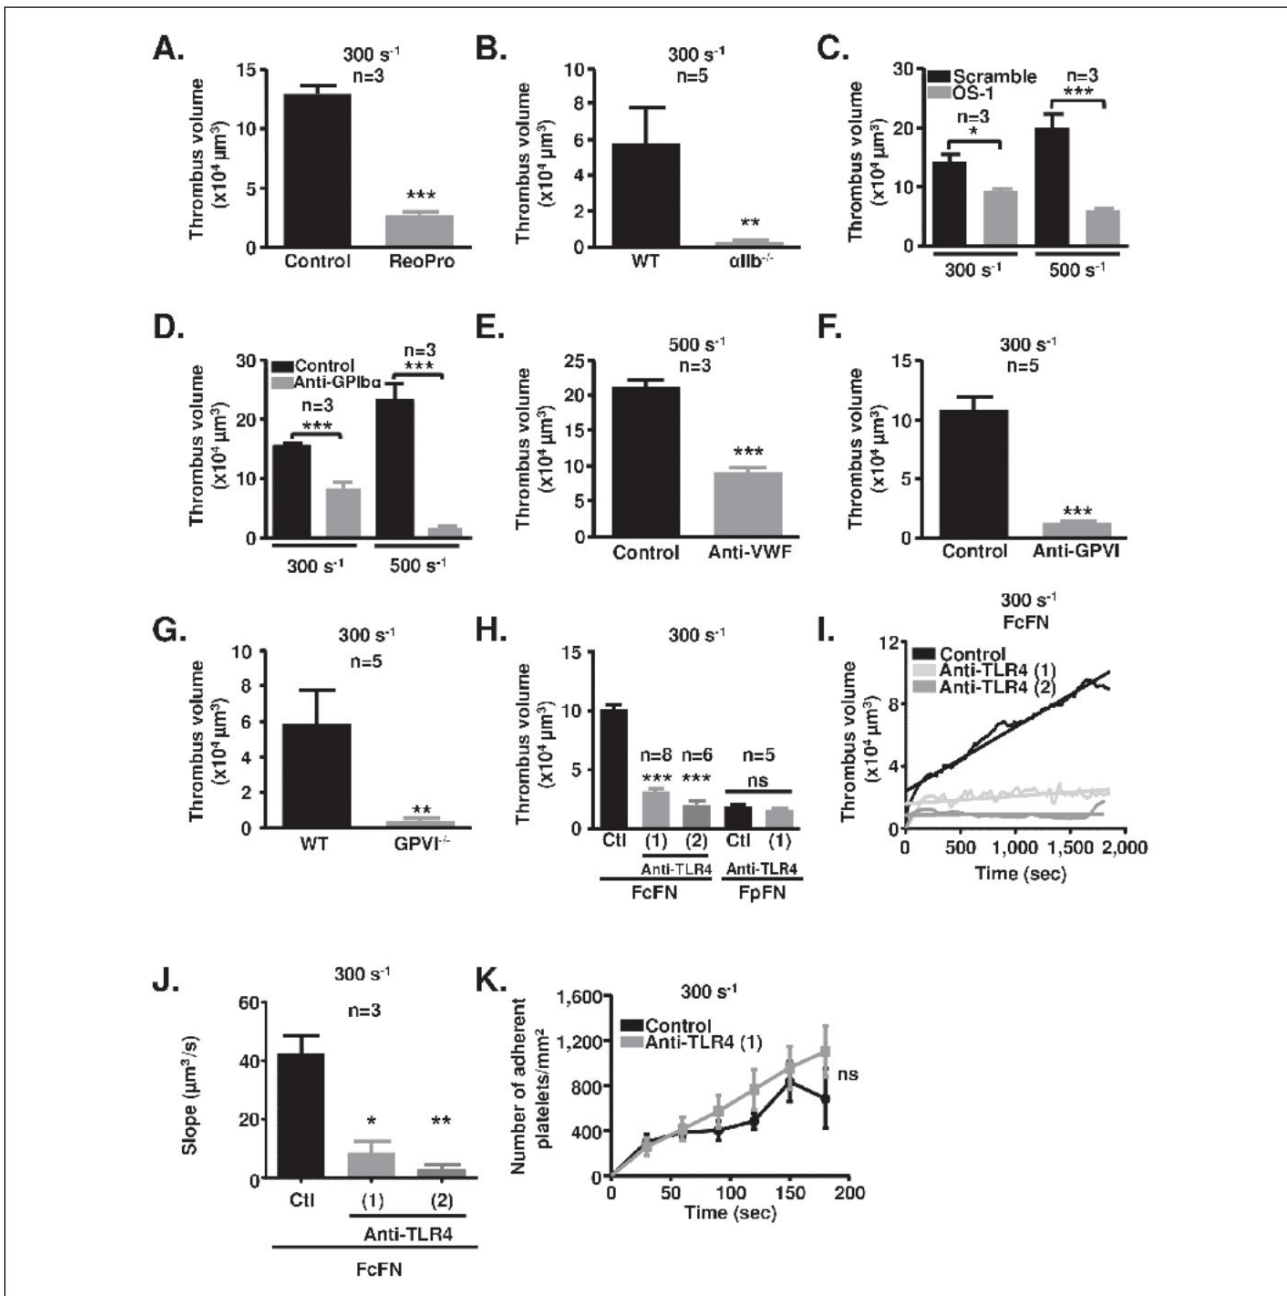 A.
300 s-1
n=3
Thrombus volume
(x10⁴ µm³)
15
10
5
0
***
Control ReoPro
B.
300 s-1
n=5
Thrombus volume
(x10⁴ µm³)
10
8
6
4
2
0
**
WT αIIb-/-
C.
Scramble
OS-1
n=3
***
n=3
*
Thrombus volume
(x10⁴ µm³)
30
20
10
0
300 s-1 500 s-1
D.
Control
Anti-GPIbα
n=3
***
n=3
***
Thrombus volume
(x10⁴ µm³)
30
20
10
0
300 s-1 500 s-1
E.
500 s-1
n=3
Thrombus volume
(x10⁴ µm³)
25
20
15
10
5
0
***
Control Anti-VWF
F.
300 s-1
n=5
Thrombus volume
(x10⁴ µm³)
15
10
5
0
***
Control Anti-GPVI
G.
300 s-1
n=5
Thrombus volume
(x10⁴ µm³)
10
8
6
4
2
0
**
WT GPVI-/-
H.
300 s-1
Thrombus volume
(x10⁴ µm³)
15
10
5
0
n=8 n=6 n=5
*** *** ns
Ctl (1) (2) Ctl (1)
Anti-TLR4 Anti-TLR4
FcFN FpFN
I.
300 s-1
FcFN
Control
Anti-TLR4 (1)
Anti-TLR4 (2)
Thrombus volume
(x10⁴ µm³)
12
8
4
0
0 500 1,000 1,500 2,000
Time (sec)
J.
300 s-1
n=3
Slope (µm³/s)
60
40
20
0
* **
Ctl (1) (2)
Anti-TLR4
FcFN
K.
300 s-1
Control
Anti-TLR4 (1)
Number of adherent
platelets/mm²
1,600
1,200
800
400
0
ns
0 50 100 150 200
Time (sec)